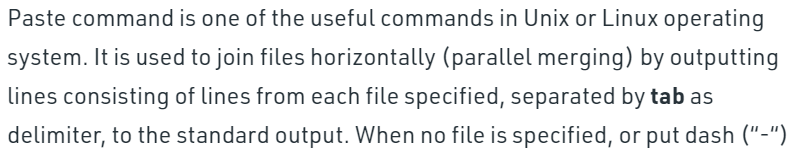 Paste command is one of the useful commands in Unix or Linux operating
system. It is used to join files horizontally (parallel merging) by outputting
lines consisting of lines from each file specified, separated by tab as
delimiter, to the standard output. When no file is specified, or put dash (“-“)